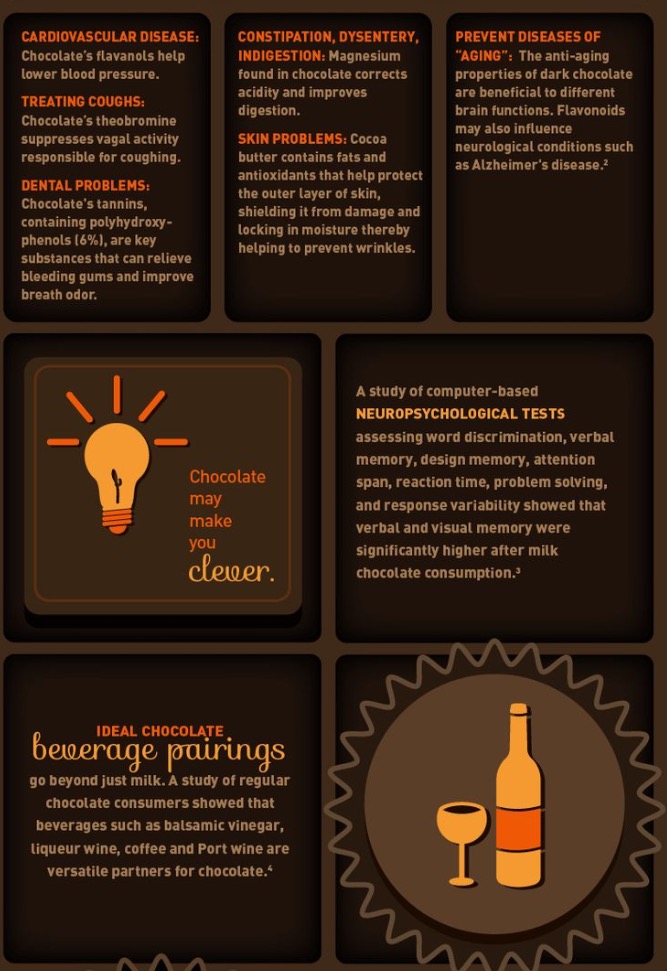 CARDIOVASCULAR DISEASE:
Chocolate's flavanols help
lower blood pressure.
TREATING COUGHS:
Chocolate's theobromine
suppresses vagal activity
responsible for coughing.
DENTAL PROBLEMS:
Chocolate's tannins,
containing polyhydroxy-
phenols (6%), are key
substances that can relieve
bleeding gums and improve
breath odor.
CONSTIPATION, DYSENTERY,
INDIGESTION: Magnesium
found in chocolate corrects
acidity and improves
digestion.
SKIN PROBLEMS: Cocoa
butter contains fats and
antioxidants that help protect
the outer layer of skin,
shielding it from damage and
locking in moisture thereby
helping to prevent wrinkles.
PREVENT DISEASES OF
"AGING": The anti-aging
properties of dark chocolate
are beneficial to different
brain functions. Flavonoids
may also influence
neurological conditions such
as Alzheimer's disease.²
Chocolate
may
make
you
clever.
A study of computer-based
NEUROPSYCHOLOGICAL TESTS
assessing word discrimination, verbal
memory, design memory, attention
span, reaction time, problem solving,
and response variability showed that
verbal and visual memory were
significantly higher after milk
chocolate consumption.³
IDEAL CHOCOLATE
beverage pairings
go beyond just milk. A study of regular
chocolate consumers showed that
beverages such as balsamic vinegar,
liqueur wine, coffee and Port wine are
versatile partners for chocolate.⁴